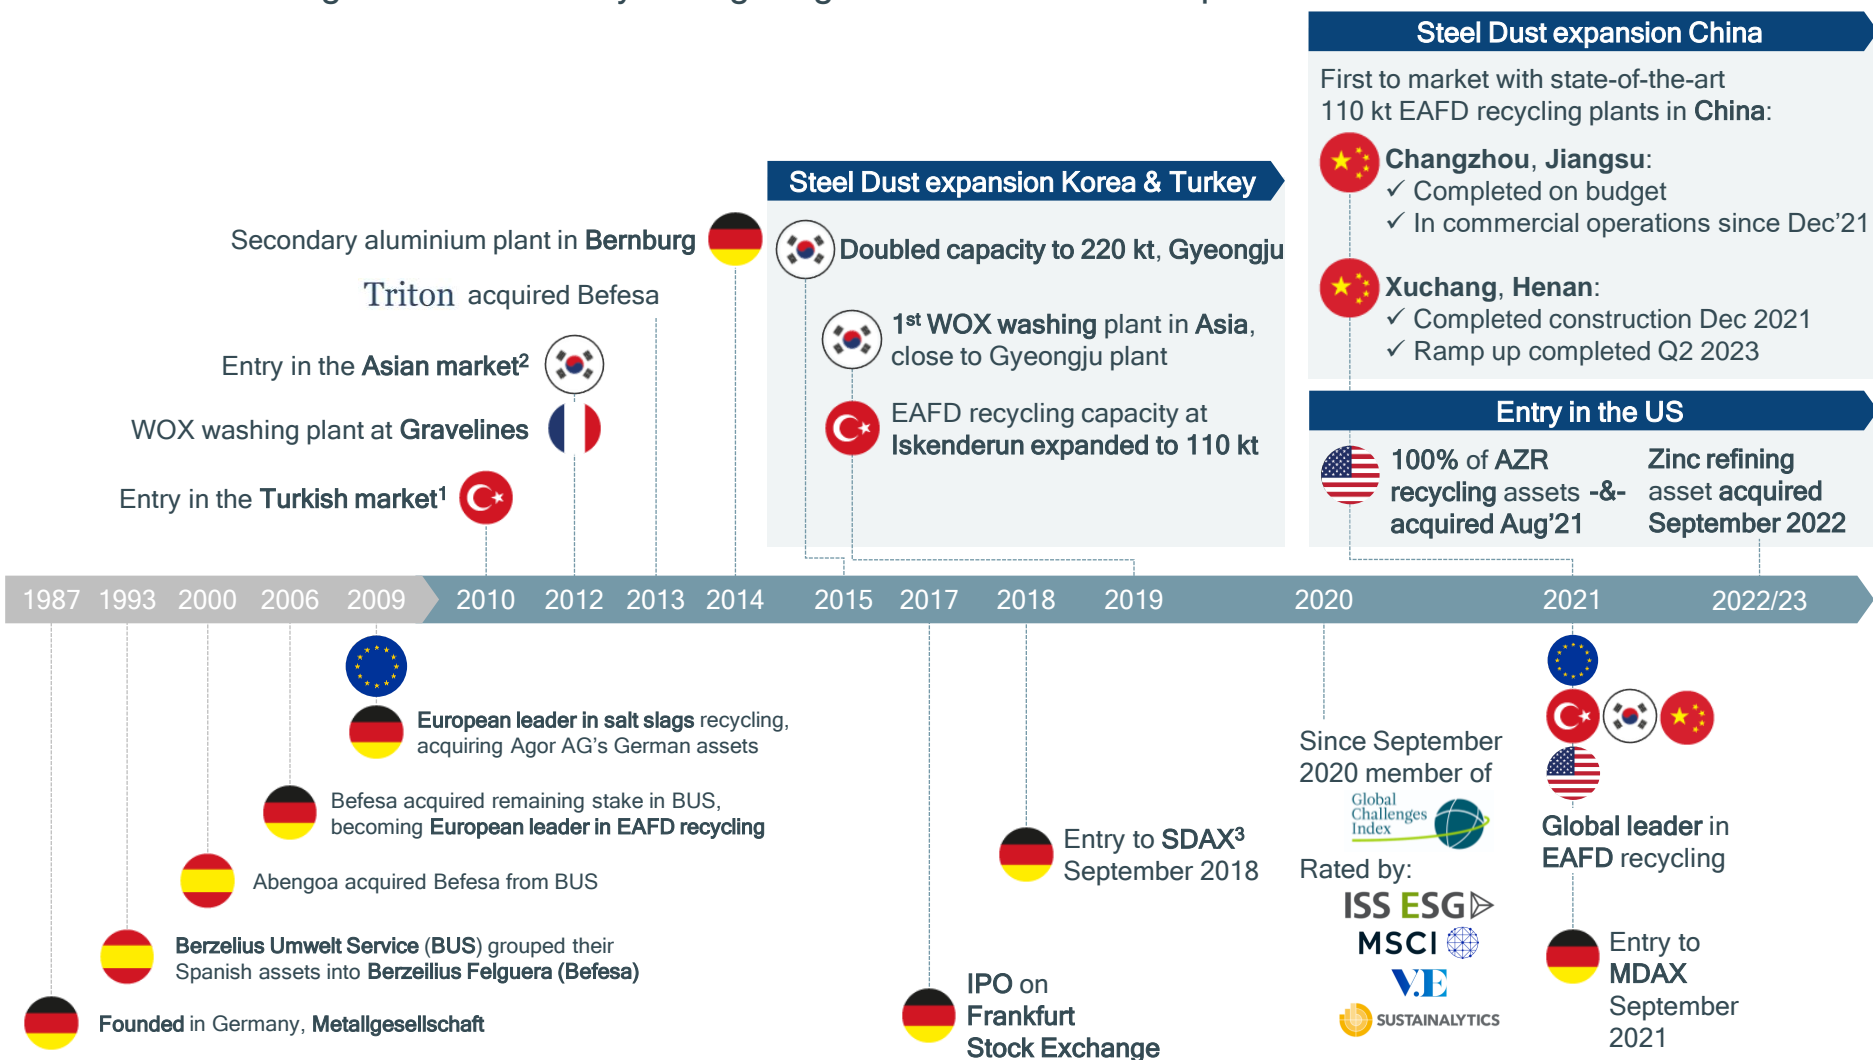 Steel Dust expansion China
First to market with state-of-the-art
110 kt EAFD recycling plants in China:
Changzhou, Jiangsu:
✓ Completed on budget
✓ In commercial operations since Dec'21
Xuchang, Henan:
✓ Completed construction Dec 2021
✓ Ramp up completed Q2 2023
Entry in the US
100% of AZR
recycling assets -&-
acquired Aug'21
Zinc refining
asset acquired
September 2022
Steel Dust expansion Korea & Turkey
Doubled capacity to 220 kt, Gyeongju
1st WOX washing plant in Asia,
close to Gyeongju plant
EAFD recycling capacity at
Iskenderun expanded to 110 kt
Secondary aluminium plant in Bernburg
Triton acquired Befesa
Entry in the Asian market2
WOX washing plant at Gravelines
Entry in the Turkish market1
1987 1993 2000 2006 2009 2010 2012 2013 2014 2015 2017 2018 2019 2020 2021 2022/23
European leader in salt slags recycling,
acquiring Agor AG's German assets
Befesa acquired remaining stake in BUS,
becoming European leader in EAFD recycling
Abengoa acquired Befesa from BUS
Berzelius Umwelt Service (BUS) grouped their
Spanish assets into Berzeilius Felguera (Befesa)
Founded in Germany, Metallgesellschaft
IPO on
Frankfurt
Stock Exchange
Entry to SDAX3
September 2018
Since September
2020 member of
Global
Challenges
Index
Rated by:
ISS ESG
MSCI
V.E
SUSTAINALYTICS
Global leader in
EAFD recycling
Entry to
MDAX
September
2021